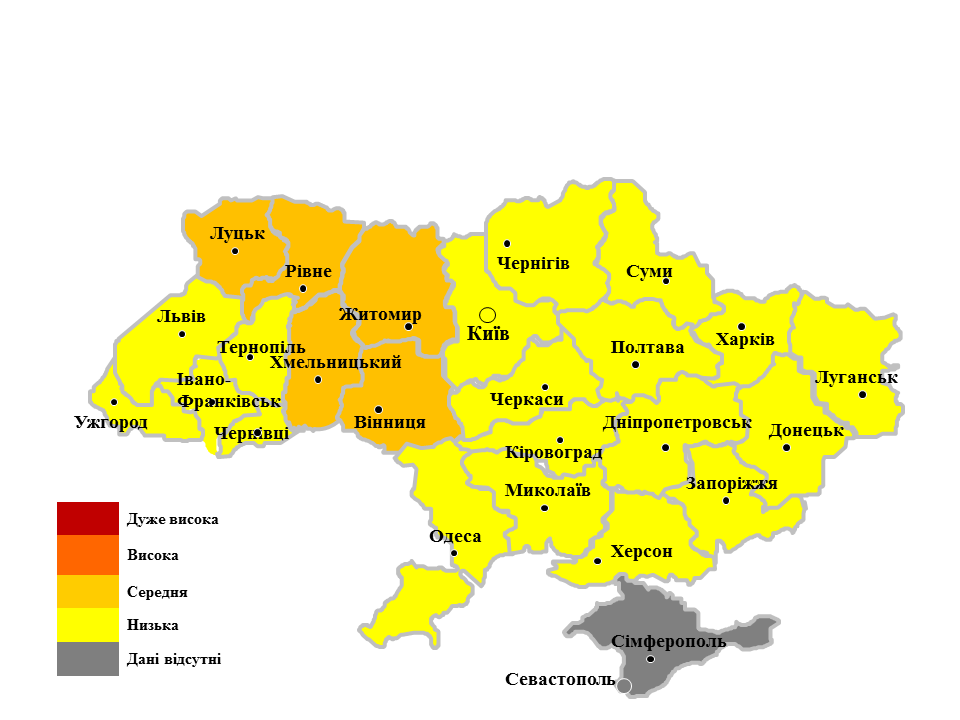 Луцьк
Рівне
Чернігів
Суми
Житомир
Київ
Львів
Тернопіль
Хмельницький
Івано-
Франківськ
Ужгород
Чернівці
Вінниця
Черкаси
Полтава
Харків
Луганськ
Дніпропетровськ
Донецьк
Кіровоград
Запоріжжя
Миколаїв
Одеса
Херсон
Сімферополь
Севастополь
Дуже висока
Висока
Середня
Низька
Дані відсутні